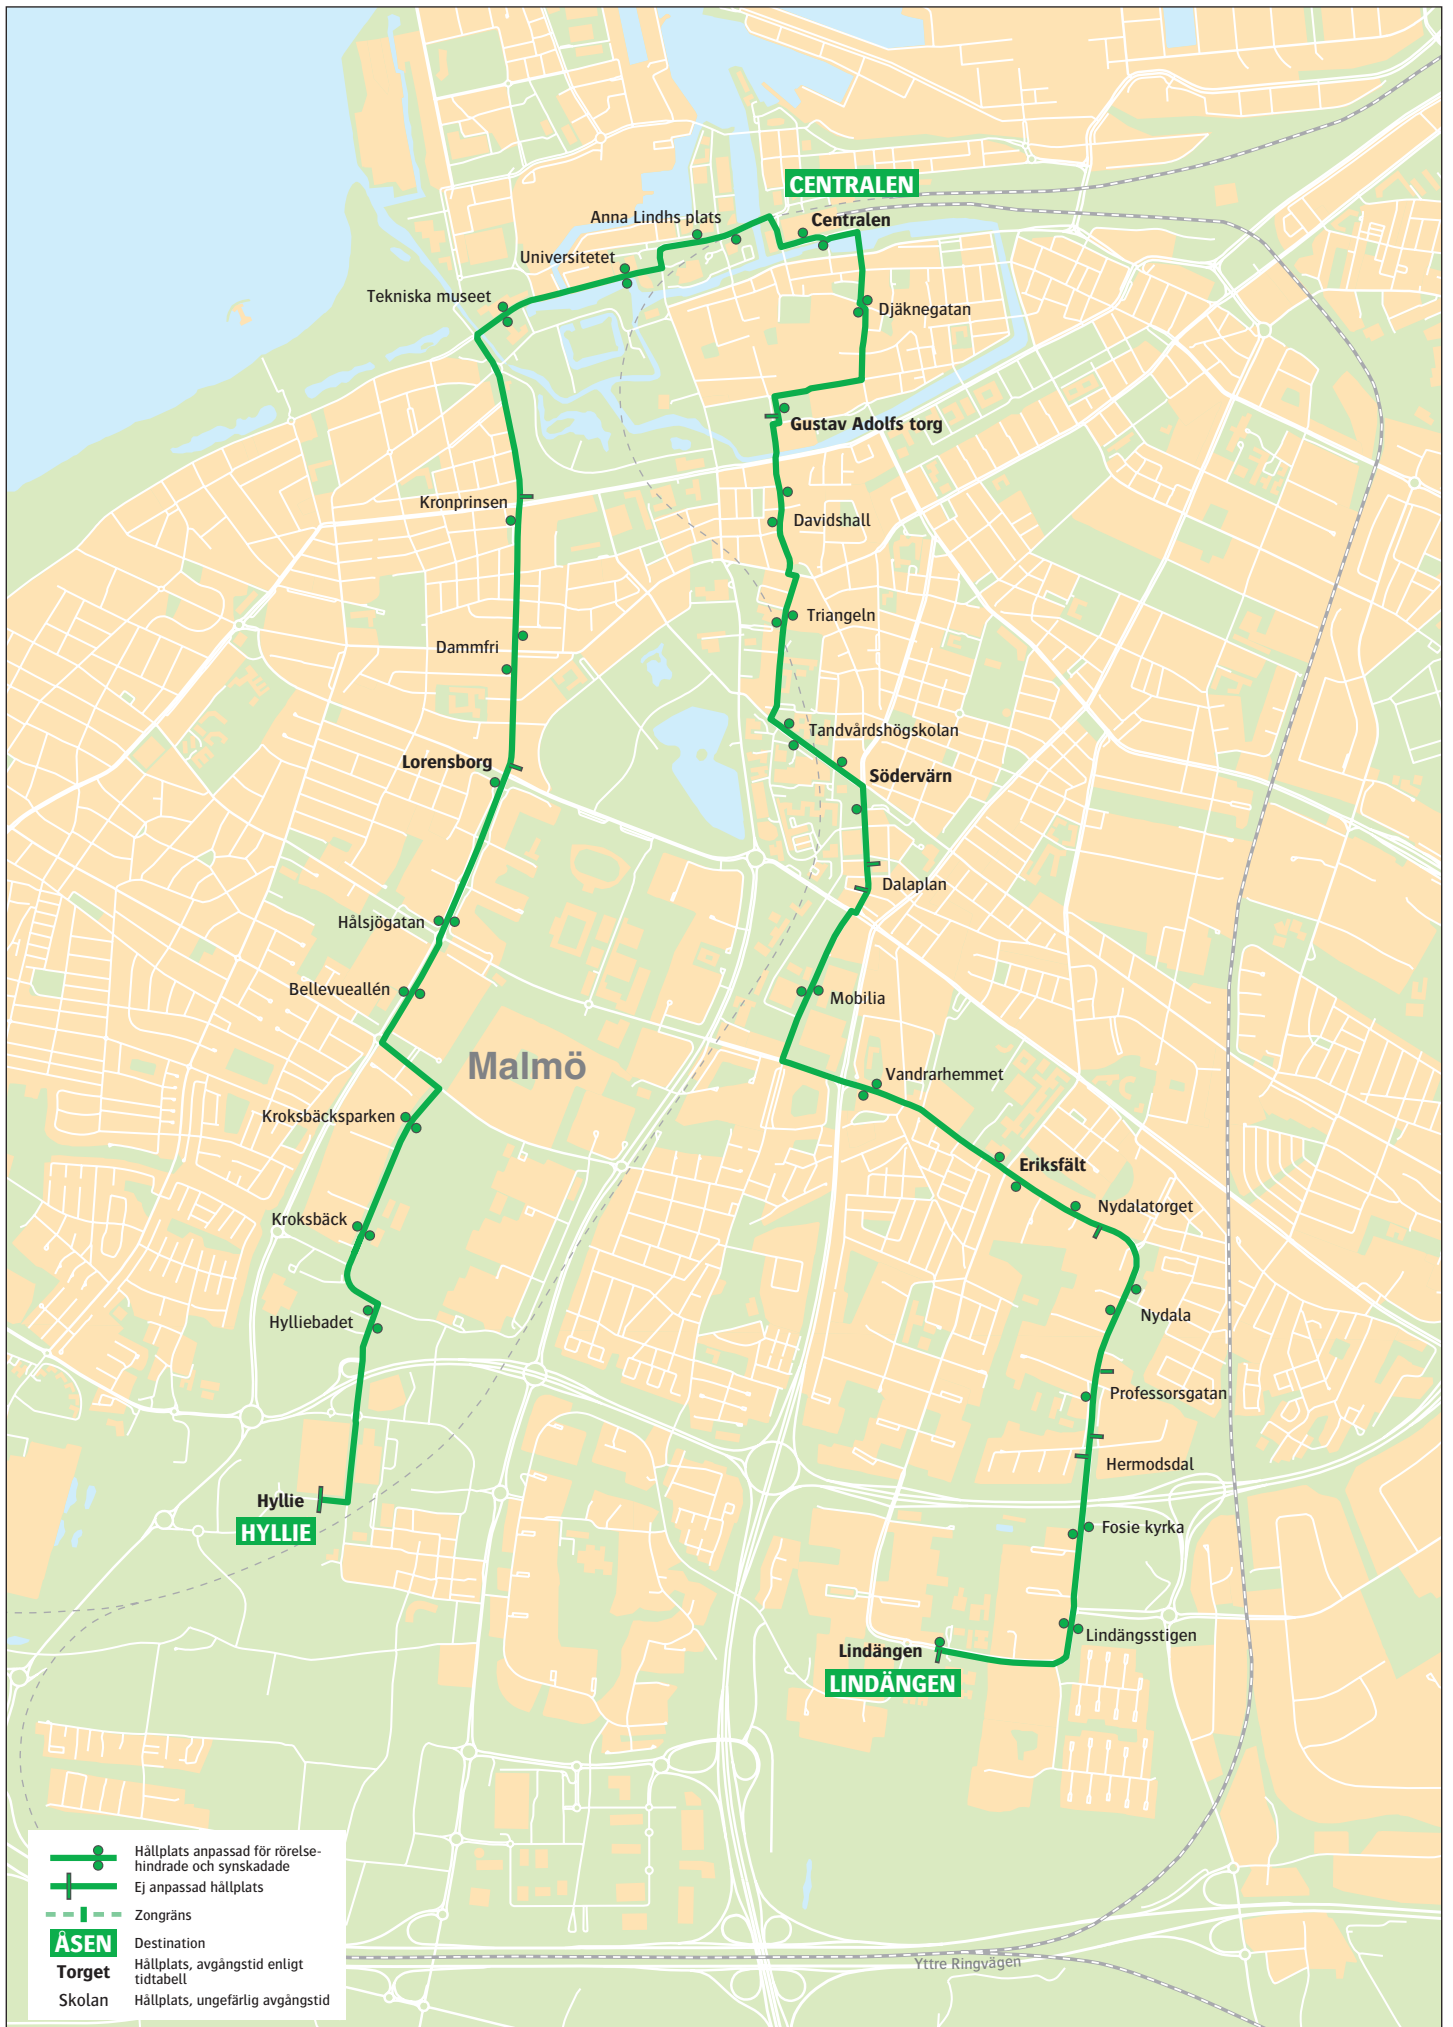 CENTRALEN
Anna Lindhs plats
Centralen
Universitetet
Tekniska museet
Djäknegatan
Gustav Adolfs torg
Kronprinsen
Davidshall
Triangeln
Dammfri
Tandvårdshögskolan
Lorensborg
Södervärn
Dalaplan
Hålsjögatan
Bellevueallén
Mobilia
Malmö
Vandrarhemmet
Kroksbäcksparken
Eriksfält
Nydalatorget
Kroksbäck
Hylliebadet
Nydala
Professorsgatan
Hermodsdal
Hyllie
HYLLIE
Fosie kyrka
Lindängsstigen
Lindängen
LINDÄNGEN
Hållplats anpassad för rörelse-
hindrade och synskadade
Ej anpassad hållplats
Zongräns
ÅSEN Destination
Torget Hållplats, avgångstid enligt
tidtabell
Skolan Hållplats, ungefärlig avgångstid
Yttre Ringvägen